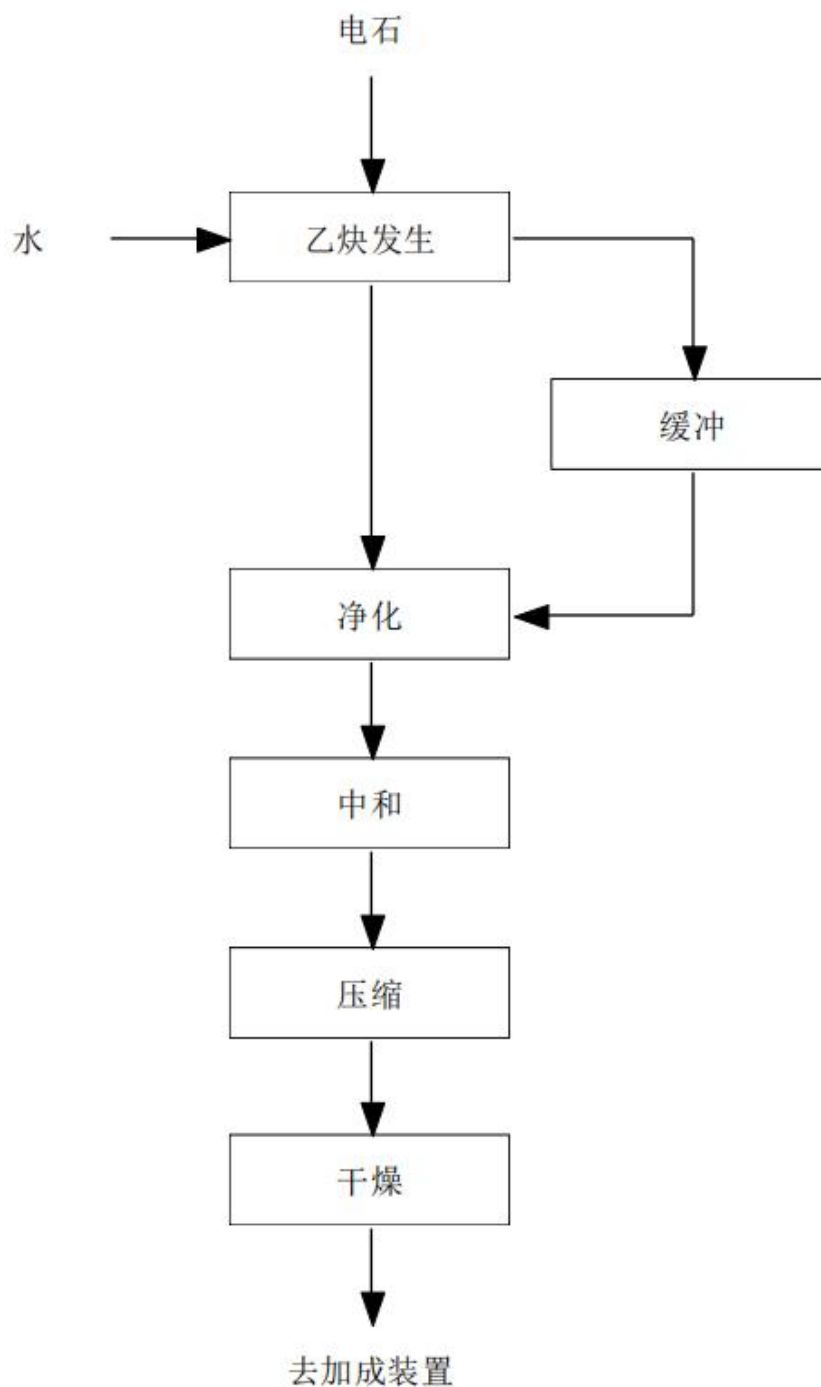 电石
水
乙炔发生
缓冲
净化
中和
压缩
干燥
去加成装置